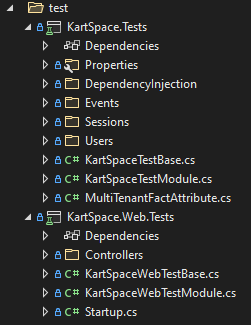 test
KartSpace.Tests
Dependencies
Properties
DependencyInjection
Events
Sessions
Users
C# KartSpaceTestBase.cs
C# KartSpaceTestModule.cs
C# MultiTenantFactAttribute.cs
KartSpace.Web.Tests
Dependencies
Controllers
C# KartSpaceWebTestBase.cs
C# KartSpaceWebTestModule.cs
C# Startup.cs